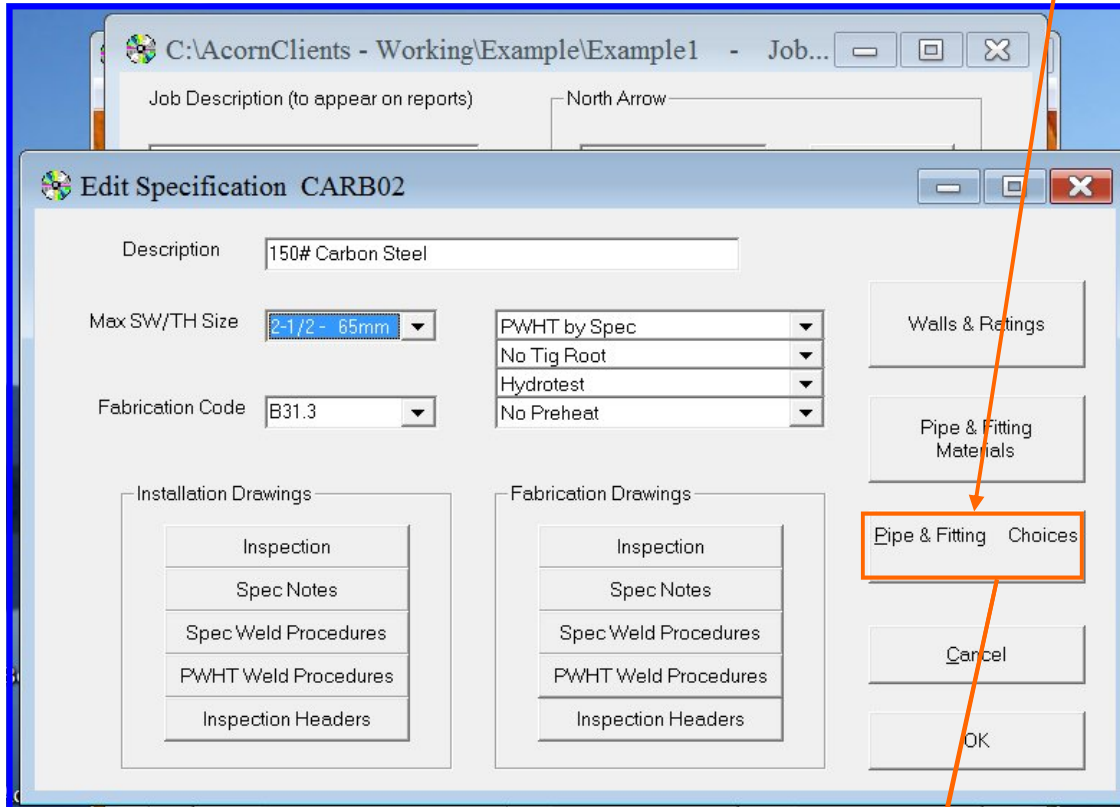 C:\AcornClients - Working\Example\Example1 - Job...
Job Description (to appear on reports)
North Arrow
Edit Specification CARB02
Description
150# Carbon Steel
Max SW/TH Size
2-1/2 - 65mm
PWHT by Spec
No Tig Root
Hydrotest
No Preheat
Fabrication Code
B31.3
Walls & Ratings
Pipe & Fitting
Materials
Pipe & Fitting Choices
Cancel
OK
Installation Drawings
Inspection
Spec Notes
Spec Weld Procedures
PWHT Weld Procedures
Inspection Headers
Fabrication Drawings
Inspection
Spec Notes
Spec Weld Procedures
PWHT Weld Procedures
Inspection Headers